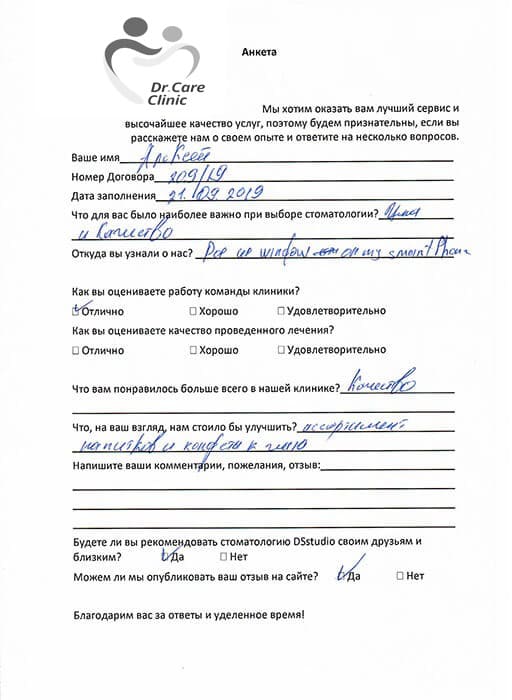 Dr.Care
Clinic
Анкета
Мы хотим оказать вам лучший сервис и
высочайшее качество услуг, поэтому будем признательны, если вы
расскажете нам о своем опыте и ответите на несколько вопросов.
Ваше имя Алексей
Номер Договора 209/19
Дата заполнения 21.09.2019
Что для вас было наиболее важно при выборе стоматологии? Цена
и качество
Откуда вы узнали о нас? Pop up window on my smart Phone
Как вы оцениваете работу команды клиники?
☑ Отлично ☐ Хорошо ☐ Удовлетворительно
Как вы оцениваете качество проведенного лечения?
☐ Отлично ☐ Хорошо ☐ Удовлетворительно
Что вам понравилось больше всего в нашей клинике? Качество
Что, на ваш взгляд, нам стоило бы улучшить? ассортимент
напитков и конфеты к чаю
Напишите ваши комментарии, пожелания, отзыв:
Будете ли вы рекомендовать стоматологию DSstudio своим друзьям и
близким? ☑ Да ☐ Нет
Можем ли мы опубликовать ваш отзыв на сайте? ☑ Да ☐ Нет
Благодарим вас за ответы и уделенное время!